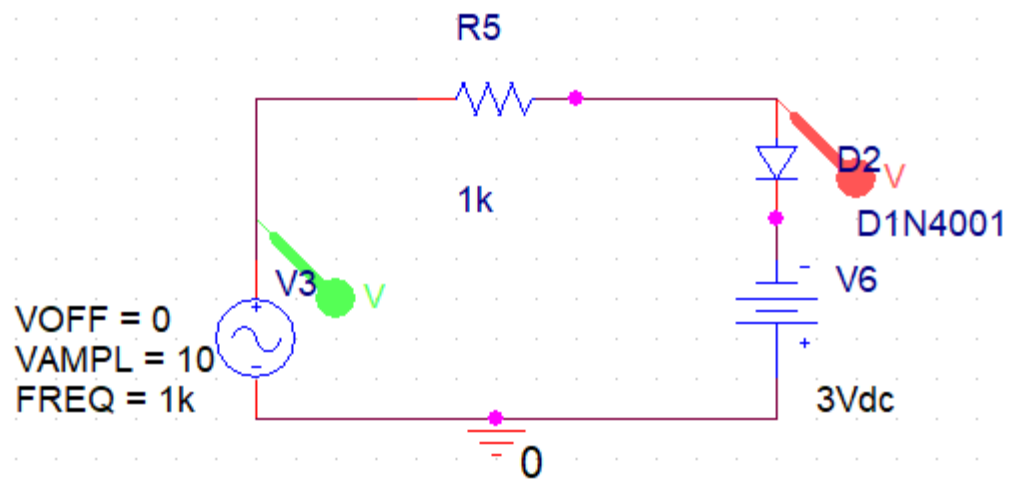 R5
1k
D2
V
D1N4001
V3
V
-
V6
VOFF = 0
VAMPL = 10
FREQ = 1k
+
-
+
3Vdc
0